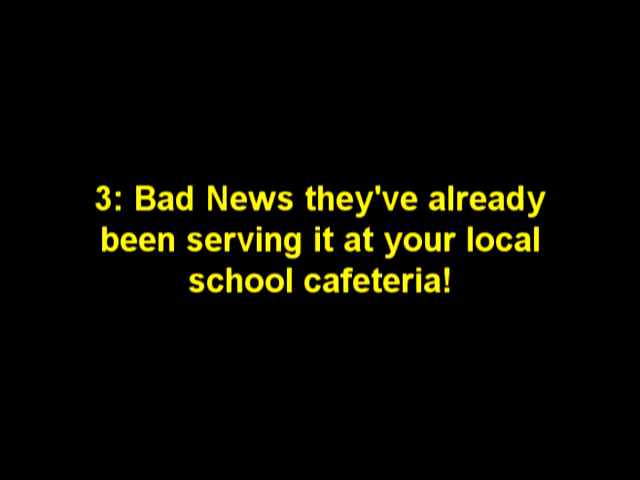 3: Bad News they've already
been serving it at your local
school cafeteria!